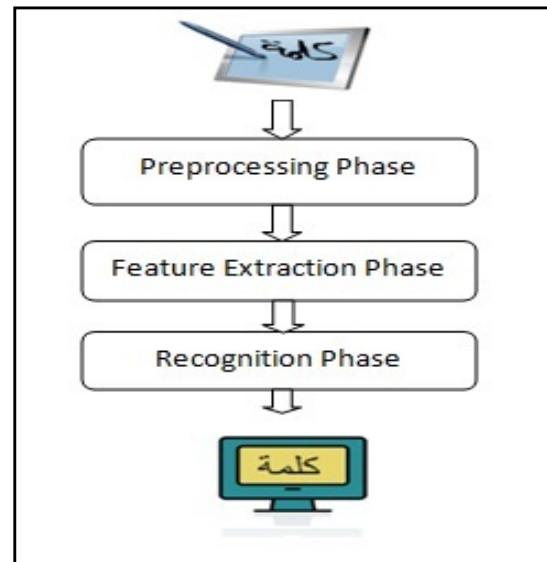 كلمة
Preprocessing Phase
Feature Extraction Phase
Recognition Phase
كلمة